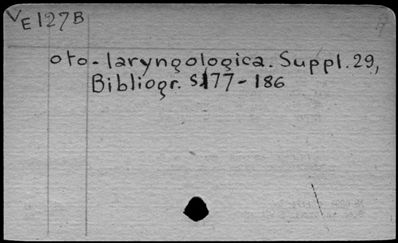 VE127B
oto-laryngologica. Suppl. 29,
Bibliogr. S.177-186